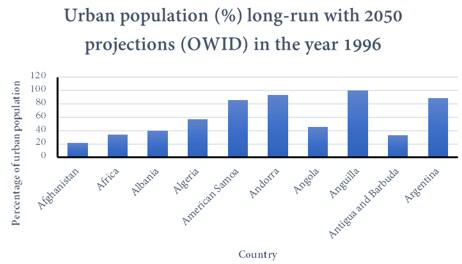 Urban population (%) long-run with 2050
projections (OWID) in the year 1996
Percentage of urban population
120
100
80
60
40
20
0
Afghanistan
Africa
Albania
Algeria
American Samoa
Andorra
Angola
Anguilla
Antigua and Barbuda
Argentina
Country